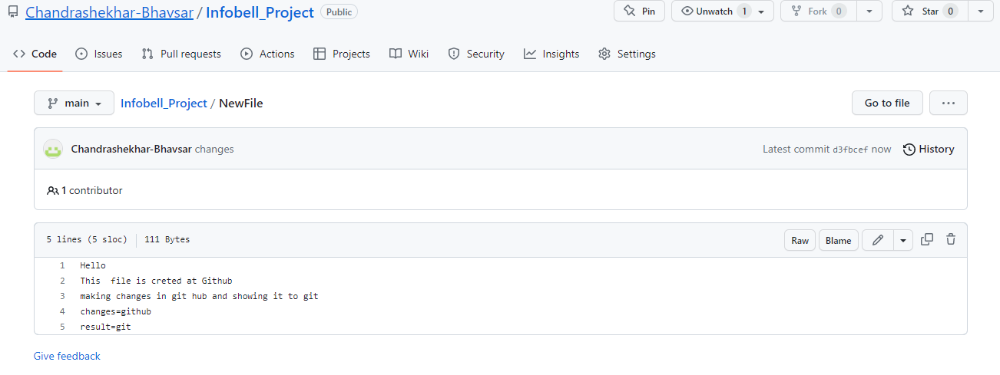 Chandrashekhar-Bhavsar / Infobell_Project Public Pin Unwatch 1 Fork 0 Star 0
Code Issues Pull requests Actions Projects Wiki Security Insights Settings
main Infobell_Project / NewFile Go to file ...
Chandrashekhar-Bhavsar changes Latest commit d3fbcef now History
1 contributor
5 lines (5 sloc) 111 Bytes Raw Blame
1 Hello
2 This  file is creted at Github
3 making changes in git hub and showing it to git
4 changes=github
5 result=git
Give feedback